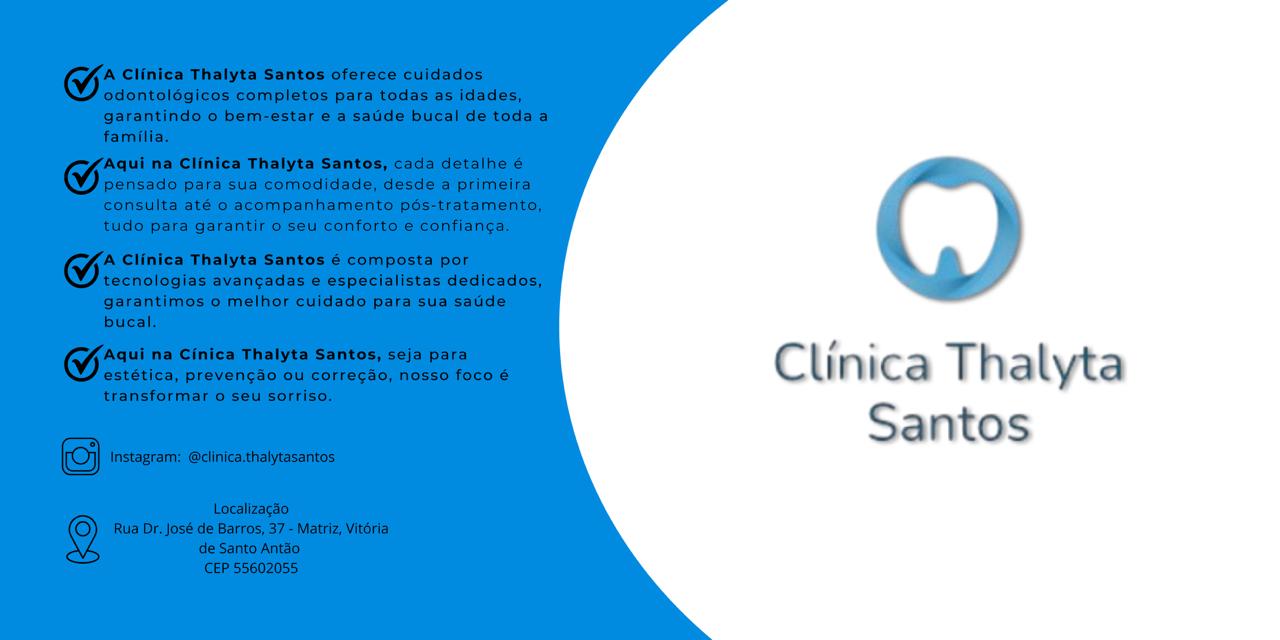 A Clínica Thalyta Santos oferece cuidados
odontológicos completos para todas as idades,
garantindo o bem-estar e a saúde bucal de toda a
família.
Aqui na Clínica Thalyta Santos, cada detalhe é
pensado para sua comodidade, desde a primeira
consulta até o acompanhamento pós-tratamento,
tudo para garantir o seu conforto e confiança.
A Clínica Thalyta Santos é composta por
tecnologias avançadas e especialistas dedicados,
garantimos o melhor cuidado para sua saúde
bucal.
Aqui na Cínica Thalyta Santos, seja para
estética, prevenção ou correção, nosso foco é
transformar o seu sorriso.
Instagram: @clinica.thalytasantos
Localização
Rua Dr. José de Barros, 37 - Matriz, Vitória
de Santo Antão
CEP 55602055
Clínica Thalyta
Santos